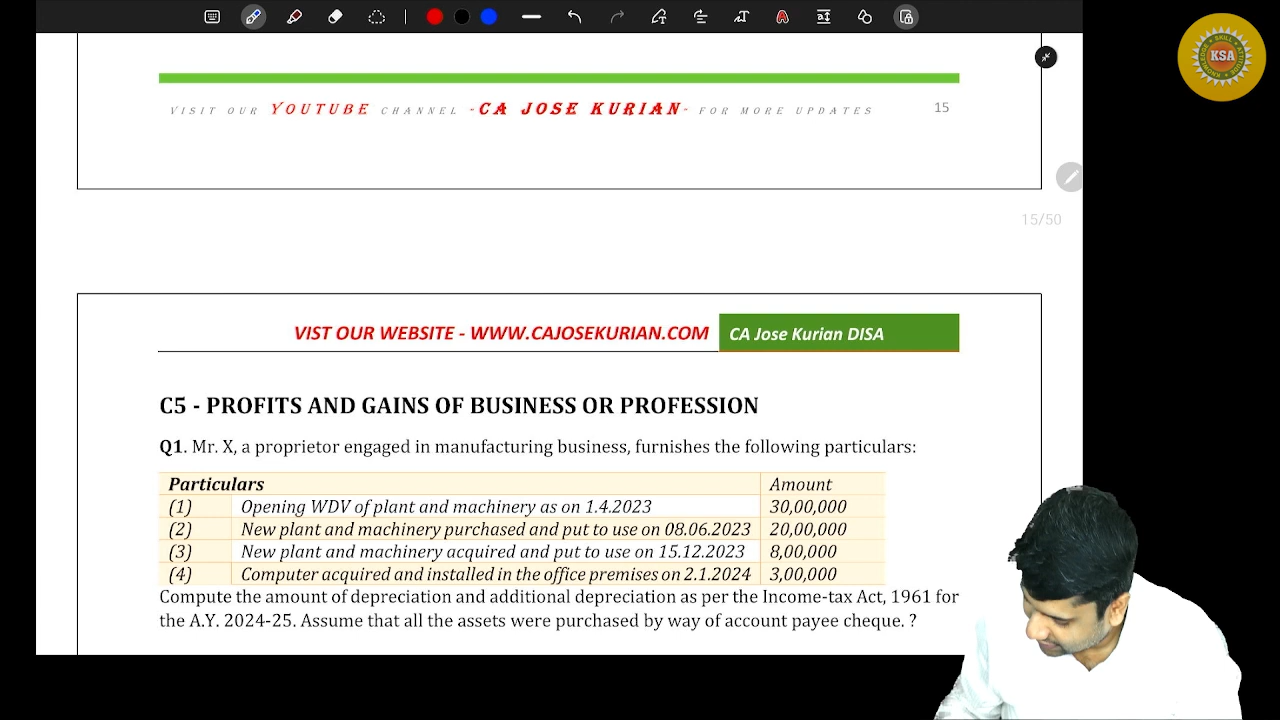 KSA
KNOWLEDGE SKILL ATTITUDE
VISIT OUR YOUTUBE CHANNEL -CA JOSE KURIAN- FOR MORE UPDATES 15
15/50
VIST OUR WEBSITE - WWW.CAJOSEKURIAN.COM CA Jose Kurian DISA
C5 - PROFITS AND GAINS OF BUSINESS OR PROFESSION
Q1. Mr. X, a proprietor engaged in manufacturing business, furnishes the following particulars:
Particulars Amount
(1) Opening WDV of plant and machinery as on 1.4.2023 30,00,000
(2) New plant and machinery purchased and put to use on 08.06.2023 20,00,000
(3) New plant and machinery acquired and put to use on 15.12.2023 8,00,000
(4) Computer acquired and installed in the office premises on 2.1.2024 3,00,000
Compute the amount of depreciation and additional depreciation as per the Income-tax Act, 1961 for
the A.Y. 2024-25. Assume that all the assets were purchased by way of account payee cheque. ?